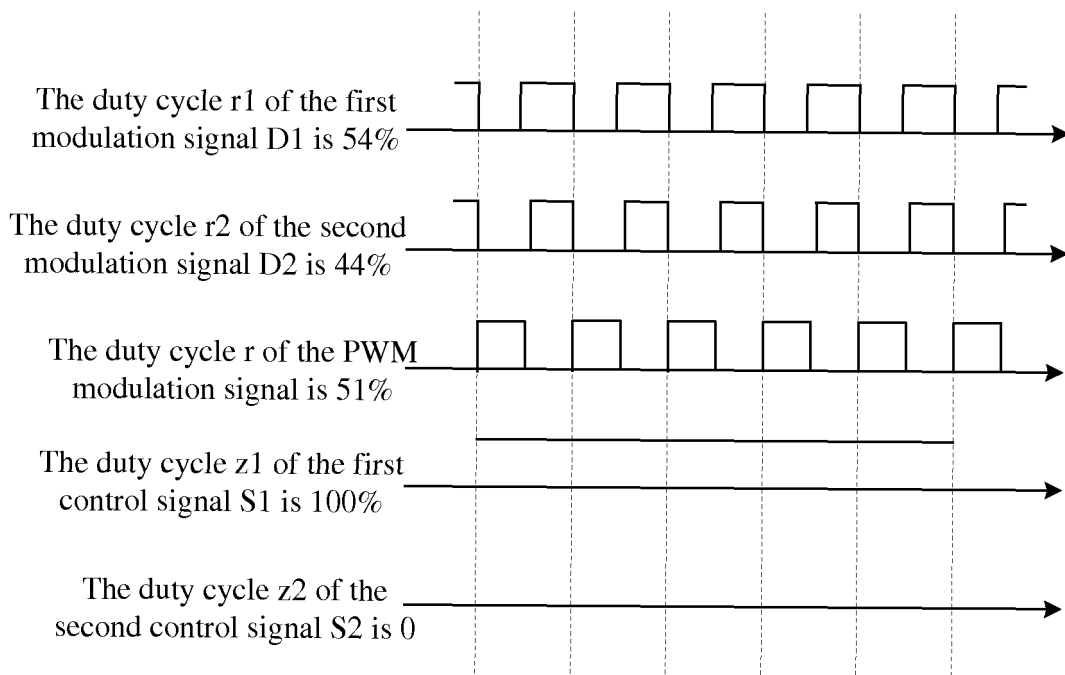 The duty cycle r1 of the first
modulation signal D1 is 54%
The duty cycle r2 of the second
modulation signal D2 is 44%
The duty cycle r of the PWM
modulation signal is 51%
The duty cycle z1 of the first
control signal S1 is 100%
The duty cycle z2 of the
second control signal S2 is 0